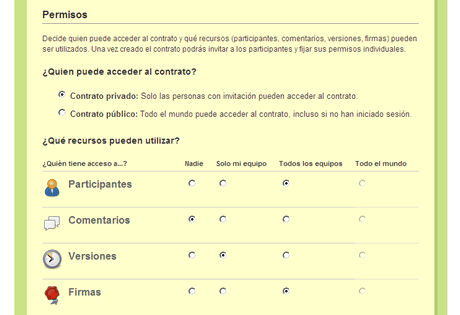 Permisos
Decide quien puede acceder al contrato y qué recursos (participantes, comentarios, versiones, firmas) pueden
ser utilizados. Una vez creado el contrato podrás invitar a los participantes y fijar sus permisos individuales.
¿Quien puede acceder al contrato?
Contrato privado: Solo las personas con invitación pueden acceder al contrato.
Contrato público: Todo el mundo puede acceder al contrato, incluso si no han iniciado sesión.
¿Qué recursos pueden utilizar?
¿Quién tiene acceso a...? Nadie Solo mi equipo Todos los equipos Todo el mundo
Participantes
Comentarios
Versiones
Firmas